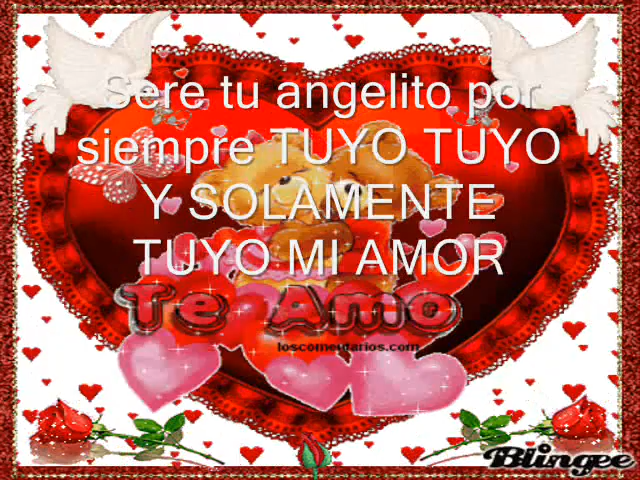 Sere tu angelito por
siempre TUYO TUYO
Y SOLAMENTE
TUYO MI AMOR
Te Amo
loscomentarios.com
Blingee